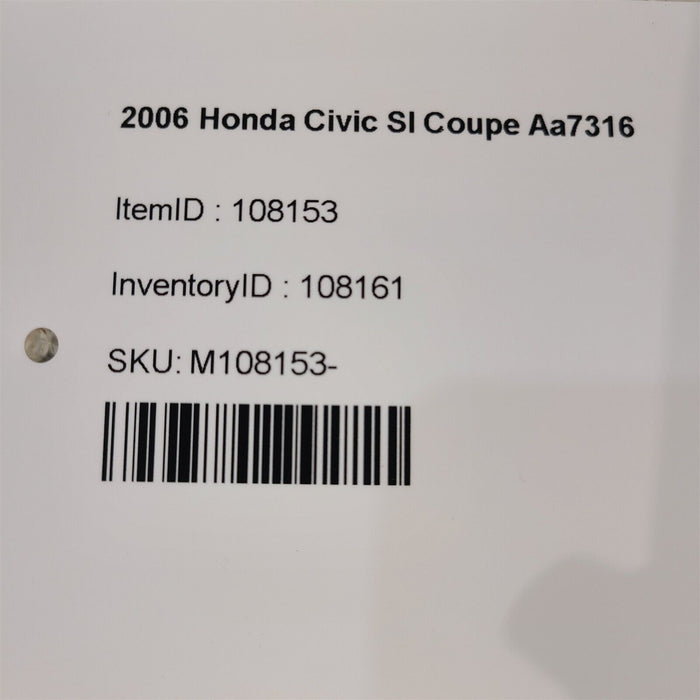 2006 Honda Civic SI Coupe Aa7316
ItemID : 108153
InventoryID : 108161
SKU: M108153-